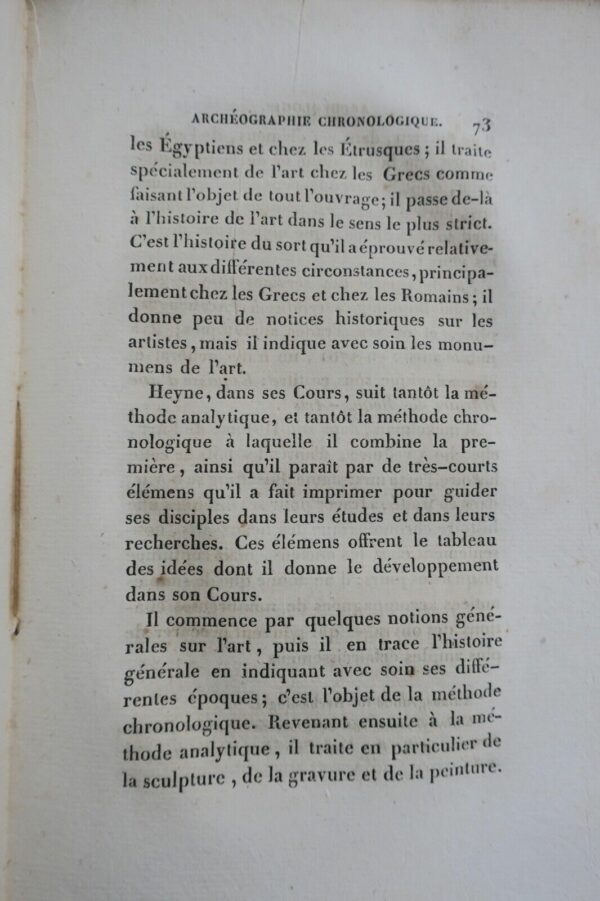 ARCHÉOGRAPHIE CHRONOLOGIQUE. 73
les Égyptiens et chez les Étrusques ; il traite
spécialement de l'art chez les Grecs comme
faisant l'objet de tout l'ouvrage; il passe de-là
à l'histoire de l'art dans le sens le plus strict.
C'est l'histoire du sort qu'il a éprouvé relative-
ment aux différentes circonstances, principa-
lement chez les Grecs et chez les Romains ; il
donne peu de notices historiques sur les
artistes, mais il indique avec soin les monu-
mens de l'art.
Heyne, dans ses Cours, suit tantôt la mé-
thode analytique, et tantôt la méthode chro-
nologique à laquelle il combine la pre-
mière, ainsi qu'il paraît par de très-courts
élémens qu'il a fait imprimer pour guider
ses disciples dans leurs études et dans leurs
recherches. Ces élémens offrent le tableau
des idées dont il donne le développement
dans son Cours.
Il commence par quelques notions géné-
rales sur l'art, puis il en trace l'histoire
générale en indiquant avec soin ses diffé-
rentes époques; c'est l'objet de la méthode
chronologique. Revenant ensuite à la mé-
thode analytique, il traite en particulier de
la sculpture, de la gravure et de la peinture.